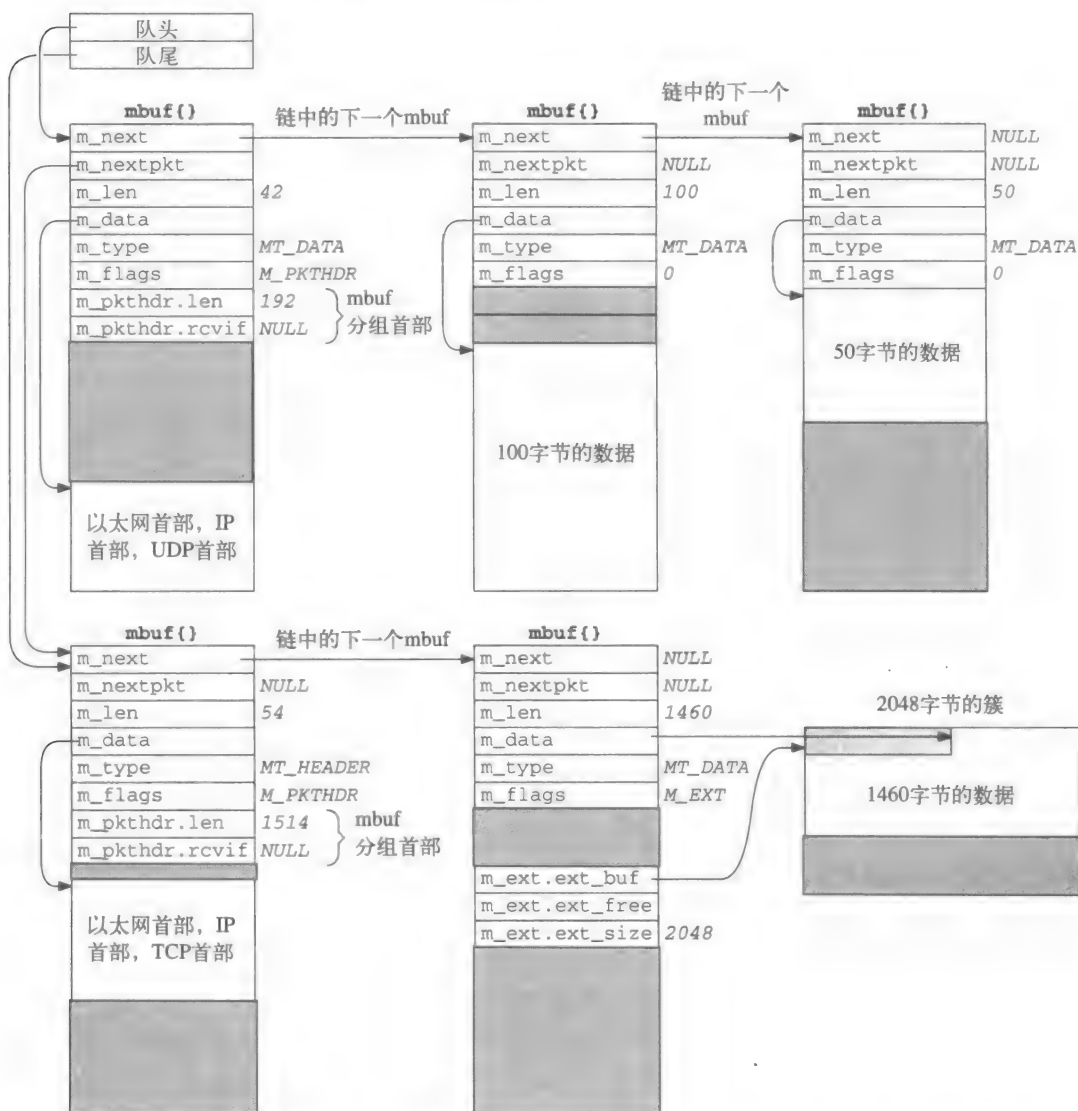 队头
队尾
mbuf{}
链中的下一个mbuf
mbuf{}
链中的下一个
mbuf
mbuf{}
m_next
m_nextpkt
m_len 42
m_data
m_type MT_DATA
m_flags M_PKTHDR
m_pkthdr.len 192
m_pkthdr.rcvif NULL
mbuf
分组首部
以太网首部，IP
首部，UDP首部
m_next
m_nextpkt NULL
m_len 100
m_data
m_type MT_DATA
m_flags 0
100字节的数据
m_next NULL
m_nextpkt NULL
m_len 50
m_data
m_type MT_DATA
m_flags 0
50字节的数据
mbuf{}
链中的下一个mbuf
mbuf{}
m_next
m_nextpkt NULL
m_len 54
m_data
m_type MT_HEADER
m_flags M_PKTHDR
m_pkthdr.len 1514
m_pkthdr.rcvif NULL
mbuf
分组首部
以太网首部，IP
首部，TCP首部
m_next NULL
m_nextpkt NULL
m_len 1460
m_data
m_type MT_DATA
m_flags M_EXT
m_ext.ext_buf
m_ext.ext_free
m_ext.ext_size 2048
2048字节的簇
1460字节的数据